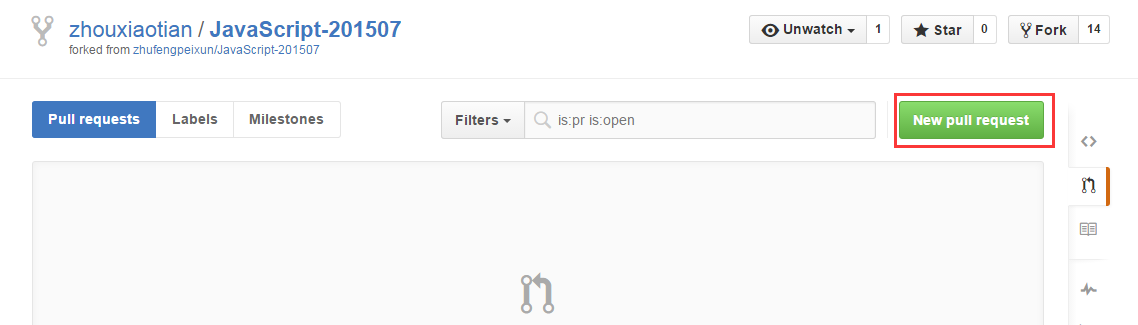 zhouxiaotian / JavaScript-201507
Unwatch 1 Star 0 Fork 14
forked from zhufengpeixun/JavaScript-201507
Pull requests Labels Milestones Filters is:pr is:open New pull request